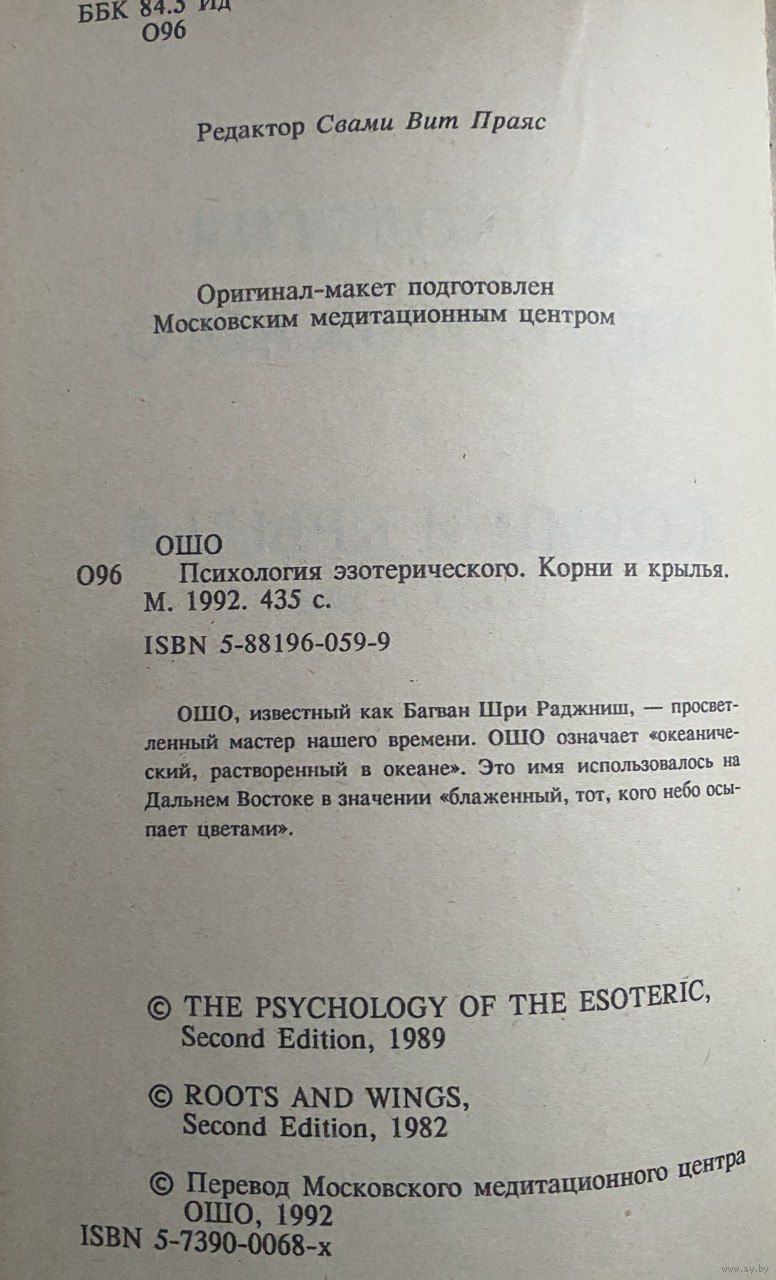 ББК 84.5 Ид
О96
Редактор Свами Вит Праяс
Оригинал-макет подготовлен
Московским медитационным центром
ОШО
О96 Психология эзотерического. Корни и крылья.
М. 1992. 435 с.
ISBN 5-88196-059-9
ОШО, известный как Багван Шри Раджниш, — просвет-
ленный мастер нашего времени. ОШО означает «океаниче-
ский, растворенный в океане». Это имя использовалось на
Дальнем Востоке в значении «блаженный, тот, кого небо осы-
пает цветами».
© THE PSYCHOLOGY OF THE ESOTERIC,
Second Edition, 1989
© ROOTS AND WINGS,
Second Edition, 1982
© Перевод Московского медитационного центра
ОШО, 1992
ISBN 5-7390-0068-х
www.ay.by